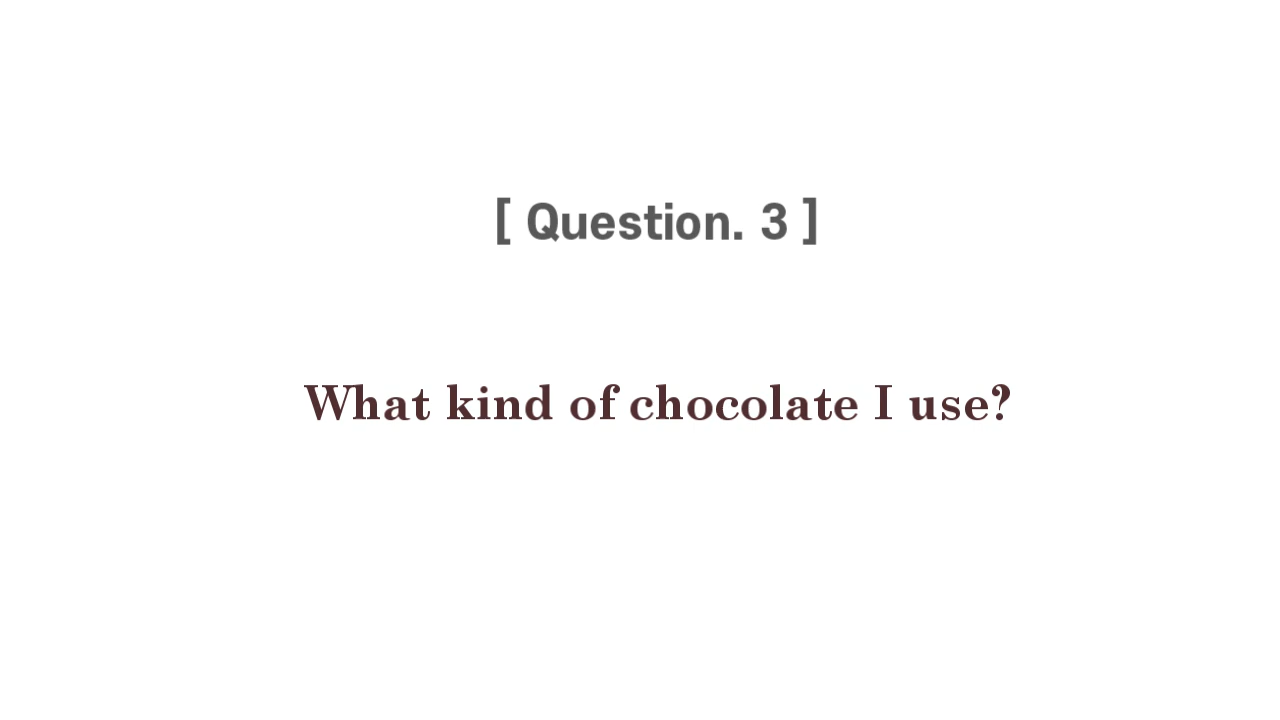 [ Question. 3 ]
What kind of chocolate I use?